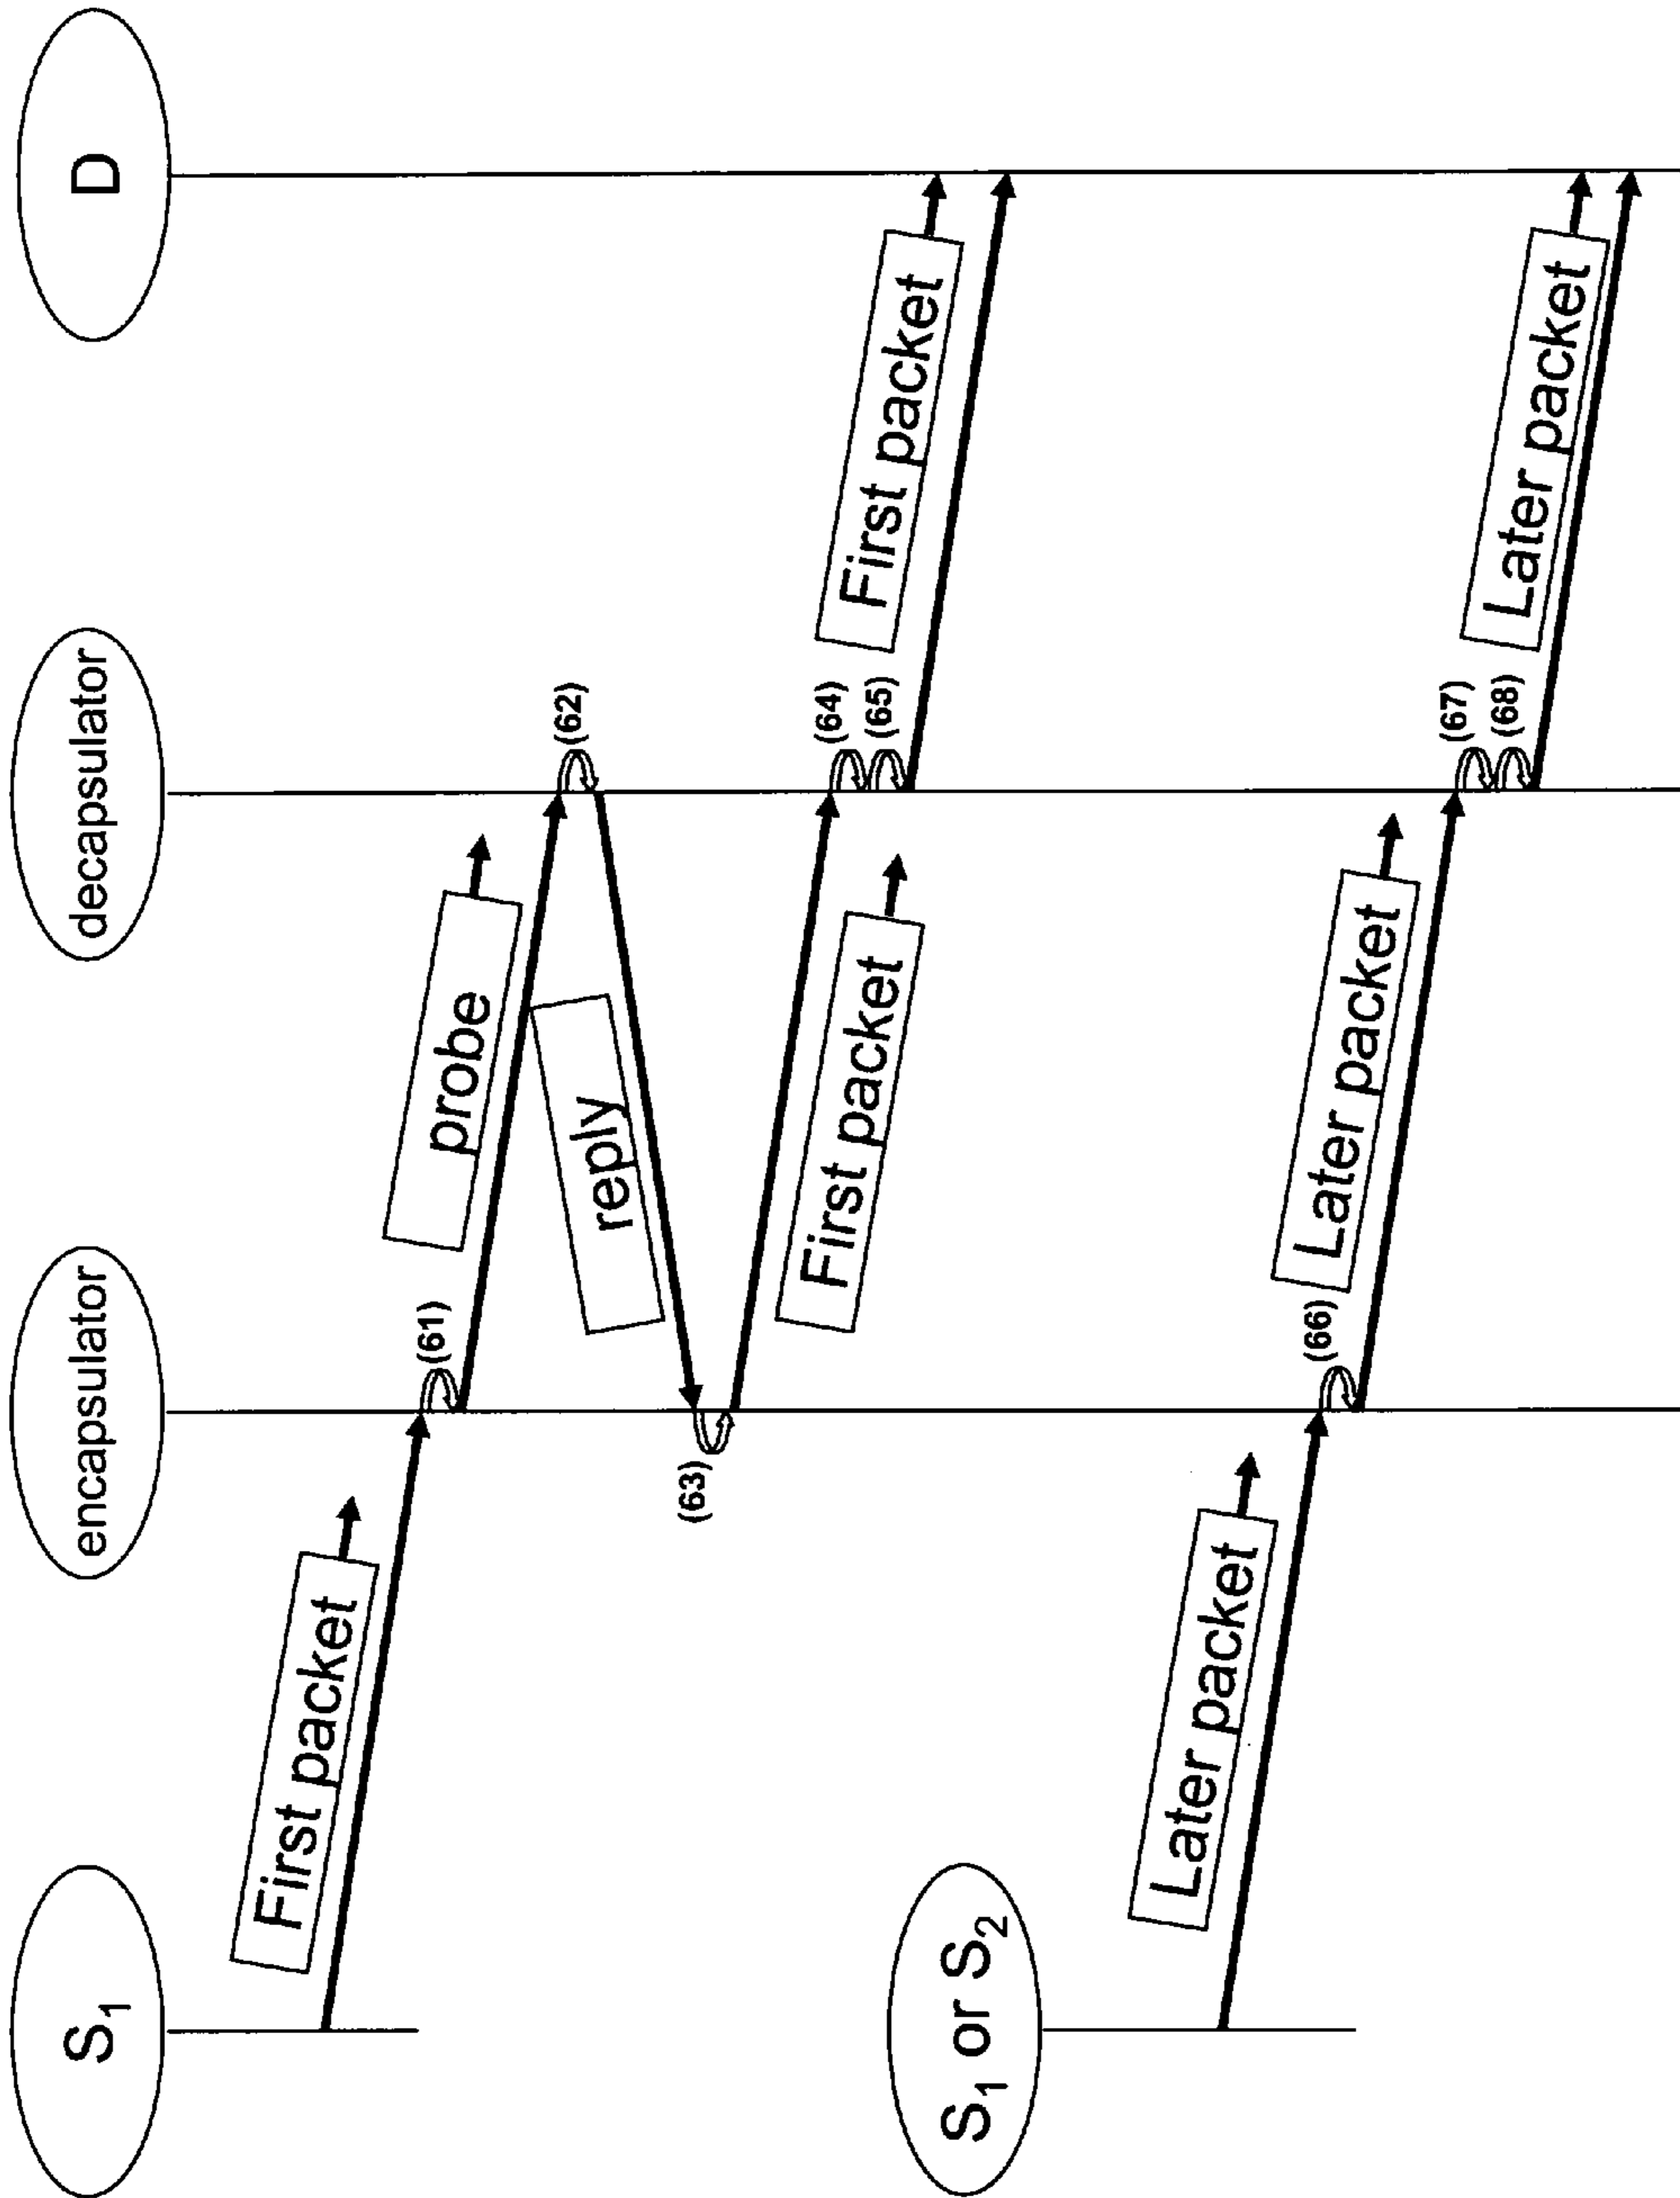 S₁
encapsulator
decapsulator
D
First packet
(61)
probe
(62)
reply
(63)
First packet
(64)
(65)
First packet
S₁ or S₂
Later packet
(66)
Later packet
(67)
(68)
Later packet